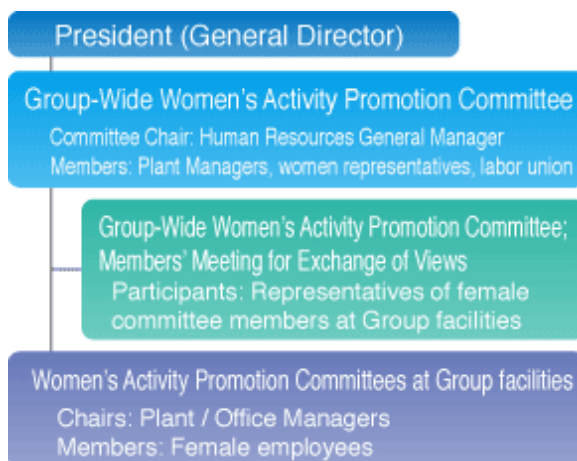 President (General Director)
Group-Wide Women's Activity Promotion Committee
Committee Chair: Human Resources General Manager
Members: Plant Managers, women representatives, labor union
Group-Wide Women's Activity Promotion Committee;
Members' Meeting for Exchange of Views
Participants: Representatives of female
committee members at Group facilities
Women's Activity Promotion Committees at Group facilities
Chairs: Plant / Office Managers
Members: Female employees